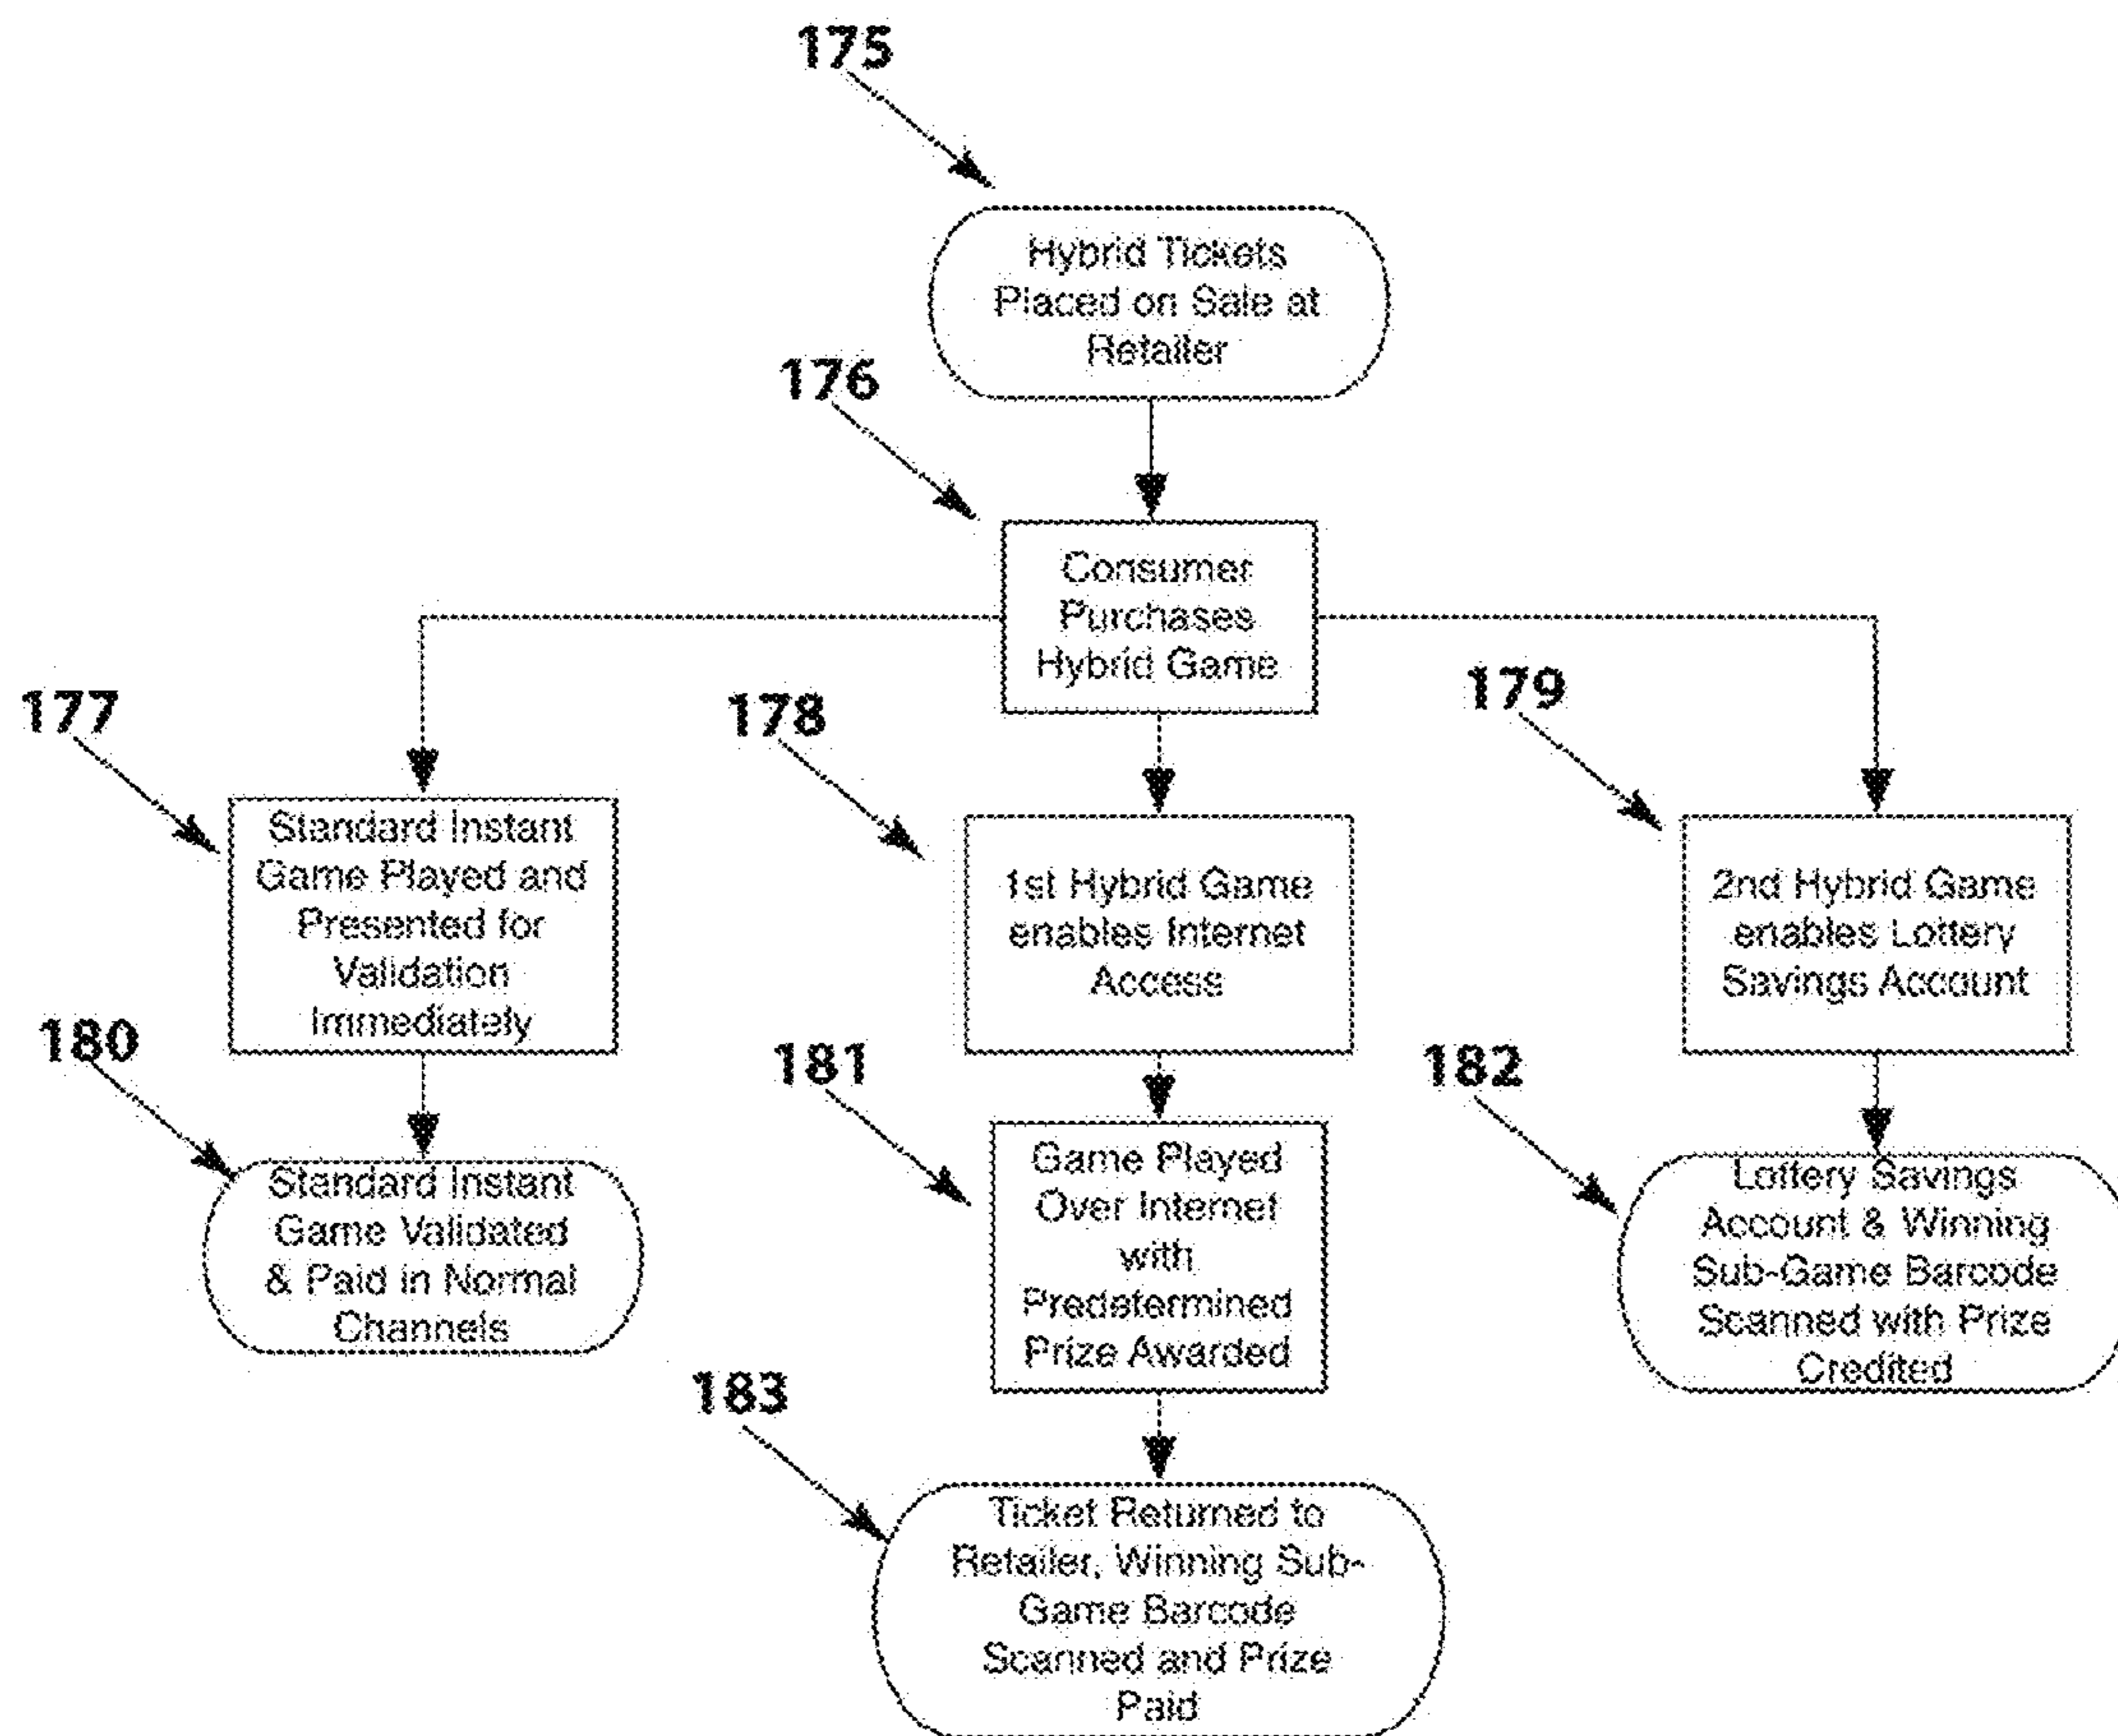 175
Hybrid Tickets
Placed on Sale at
Retailer
176
Consumer
Purchases
Hybrid Game
177
Standard Instant
Game Played and
Presented for
Validation
Immediately
178
1st Hybrid Game
enables Internet
Access
179
2nd Hybrid Game
enables Lottery
Savings Account
180
Standard Instant
Game Validated
& Paid in Normal
Channels
181
Game Played
Over Internet
with
Predetermined
Prize Awarded
182
Lottery Savings
Account & Winning
Sub-Game Barcode
Scanned with Prize
Credited
183
Ticket Returned to
Retailer, Winning Sub-
Game Barcode
Scanned and Prize
Paid